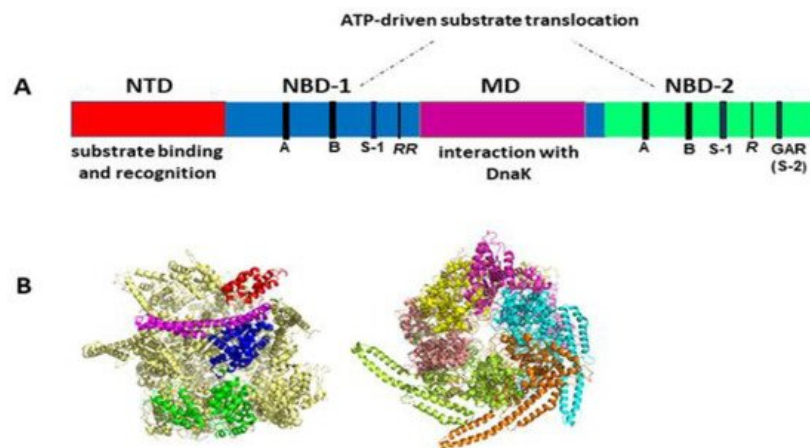 ATP-driven substrate translocation
A
NTD NBD-1 MD NBD-2
A B S-1 RR A B S-1 R GAR
(S-2)
substrate binding
and recognition
interaction with
DnaK
B